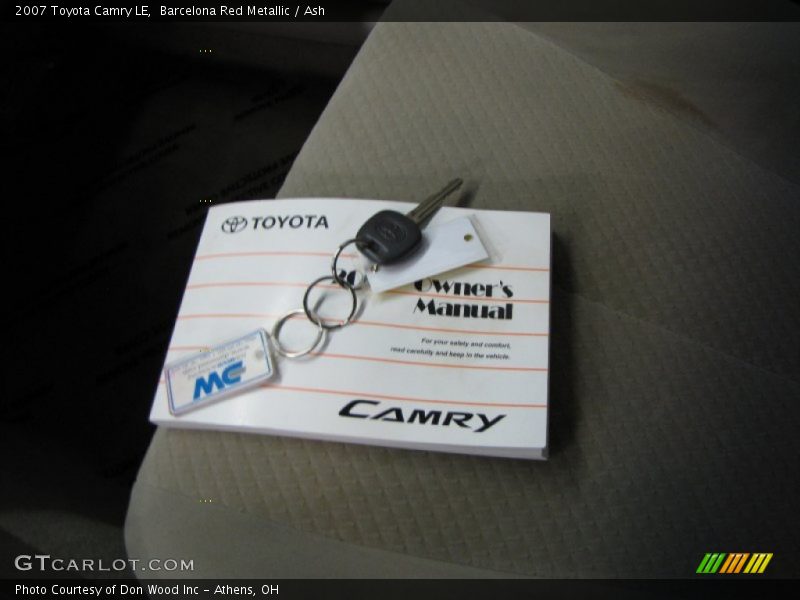 2007 Toyota Camry LE,  Barcelona Red Metallic / Ash
TOYOTA
Owner's
Manual
For your safety and comfort,
read carefully and keep in the vehicle.
CAMRY
GTCARLOT.COM
Photo Courtesy of Don Wood Inc - Athens, OH